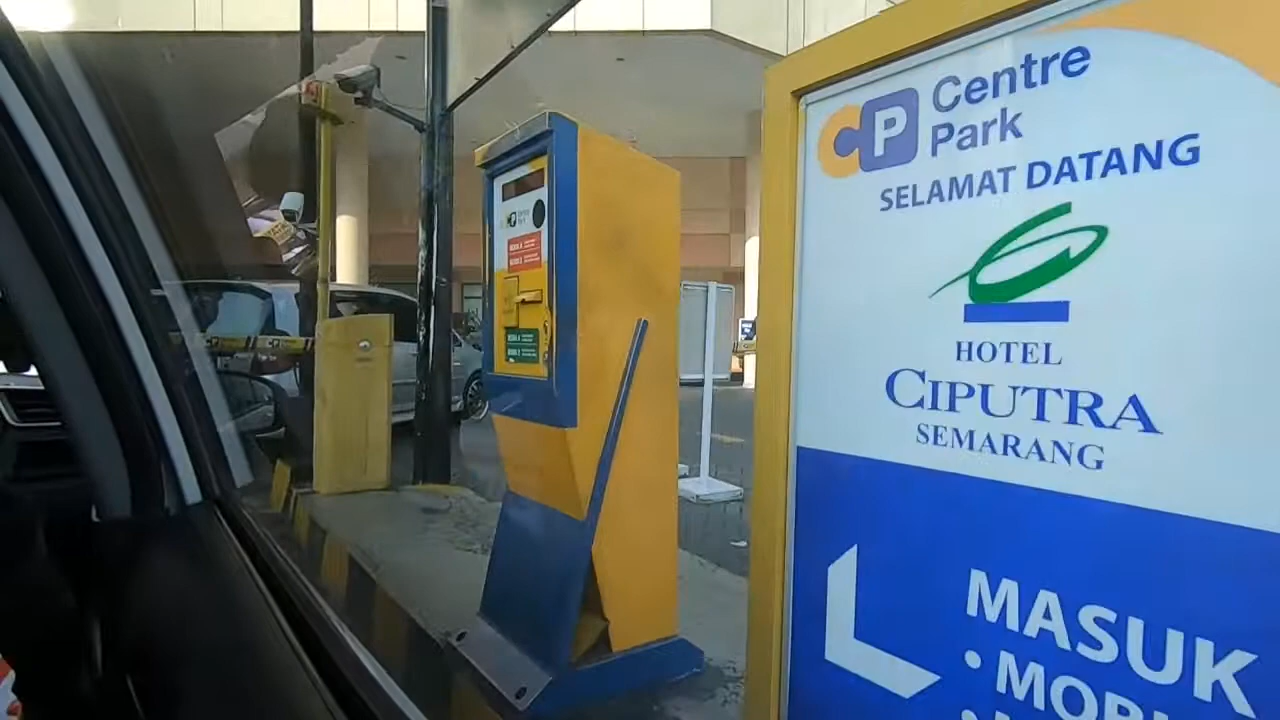 Centre
Park
SELAMAT DATANG
HOTEL
CIPUTRA
SEMARANG
MASUK